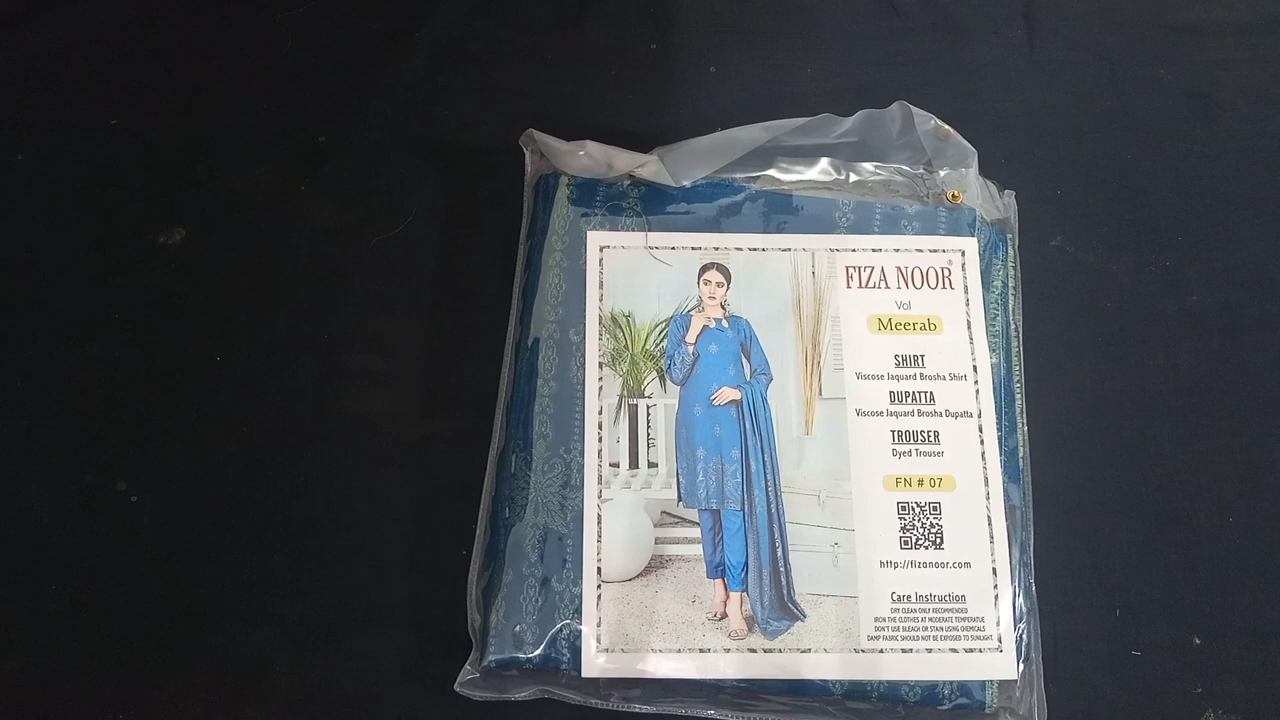 FIZA NOOR®
Vol
Meerab
SHIRT
Viscose Jaquard Brosha Shirt
DUPATTA
Viscose Jaquard Brosha Dupatta
TROUSER
Dyed Trouser
FN # 07
http://fizanoor.com
Care Instruction
DRY CLEAN ONLY RECOMMENDED
IRON THE CLOTHES AT MODERATE TEMPERATUE
DON'T USE BLEACH OR STAIN USING CHEMICALS
DAMP FABRIC SHOULD NOT BE EXPOSED TO SUNLIGHT.